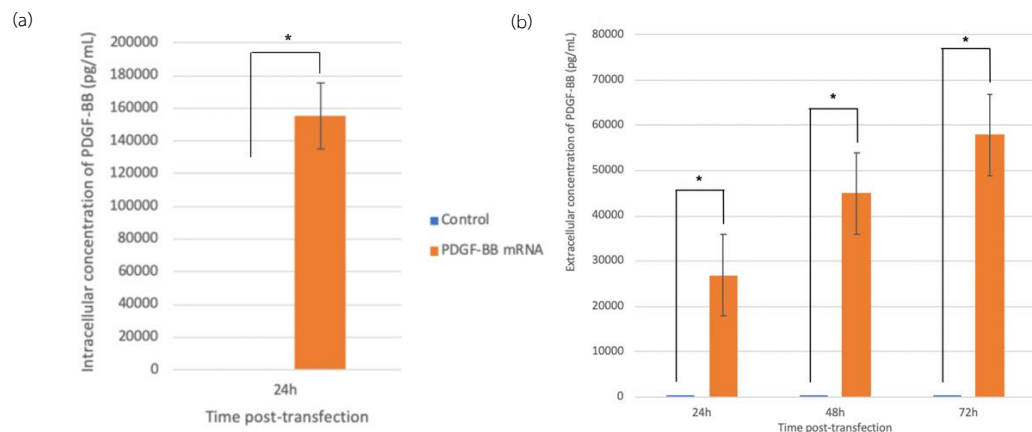 (a)
Intracellular concentration of PDGF-BB (pg/mL)
200000
180000
160000
140000
120000
100000
80000
60000
40000
20000
0
*
24h
Time post-transfection
Control
PDGF-BB mRNA
(b)
Extracellular concentration of PDGF-BB (pg/mL)
80000
70000
60000
50000
40000
30000
20000
10000
0
*
*
*
24h
48h
72h
Time post-transfection